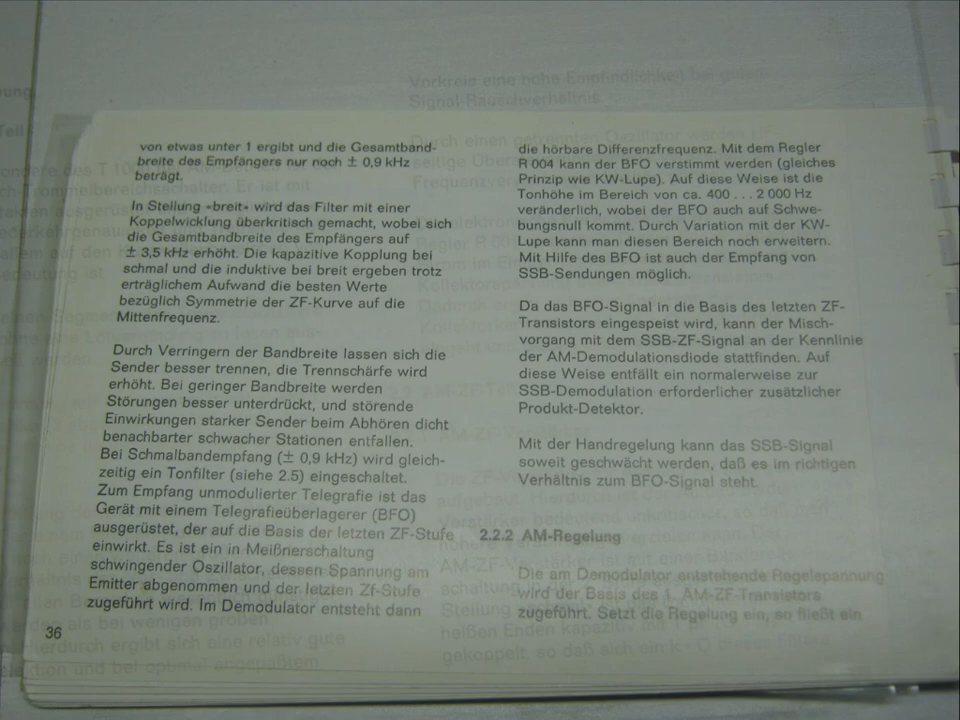 von etwas unter 1 ergibt und die Gesamtband-
breite des Empfängers nur noch ± 0,9 kHz
beträgt.
In Stellung »breit« wird das Filter mit einer
Koppelwicklung überkritisch gemacht, wobei sich
die Gesamtbandbreite des Empfängers auf
± 3,5 kHz erhöht. Die kapazitive Kopplung bei
schmal und die induktive bei breit ergeben trotz
erträglichem Aufwand die besten Werte
bezüglich Symmetrie der ZF-Kurve auf die
Mittenfrequenz.
Durch Verringern der Bandbreite lassen sich die
Sender besser trennen, die Trennschärfe wird
erhöht. Bei geringer Bandbreite werden
Störungen besser unterdrückt, und störende
Einwirkungen starker Sender beim Abhören dicht
benachbarter schwacher Stationen entfallen.
Bei Schmalbandempfang (± 0,9 kHz) wird gleich-
zeitig ein Tonfilter (siehe 2.5) eingeschaltet.
Zum Empfang unmodulierter Telegrafie ist das
Gerät mit einem Telegrafieüberlagerer (BFO)
ausgerüstet, der auf die Basis der letzten ZF-Stufe
einwirkt. Es ist ein in Meißnerschaltung
schwingender Oszillator, dessen Spannung am
Emitter abgenommen und der letzten Zf-Stufe
zugeführt wird. Im Demodulator entsteht dann
36
die hörbare Differenzfrequenz. Mit dem Regler
R 004 kann der BFO verstimmt werden (gleiches
Prinzip wie KW-Lupe). Auf diese Weise ist die
Tonhöhe im Bereich von ca. 400 . . . 2 000 Hz
veränderlich, wobei der BFO auch auf Schwe-
bungsnull kommt. Durch Variation mit der KW-
Lupe kann man diesen Bereich noch erweitern.
Mit Hilfe des BFO ist auch der Empfang von
SSB-Sendungen möglich.
Da das BFO-Signal in die Basis des letzten ZF-
Transistors eingespeist wird, kann der Misch-
vorgang mit dem SSB-ZF-Signal an der Kennlinie
der AM-Demodulationsdiode stattfinden. Auf
diese Weise entfällt ein normalerweise zur
SSB-Demodulation erforderlicher zusätzlicher
Produkt-Detektor.
Mit der Handregelung kann das SSB-Signal
soweit geschwächt werden, daß es im richtigen
Verhältnis zum BFO-Signal steht.
2.2.2 AM-Regelung
Die am Demodulator entstehende Regelspannung
wird der Basis des 1. AM-ZF-Transistors
zugeführt. Setzt die Regelung ein, so fließt ein